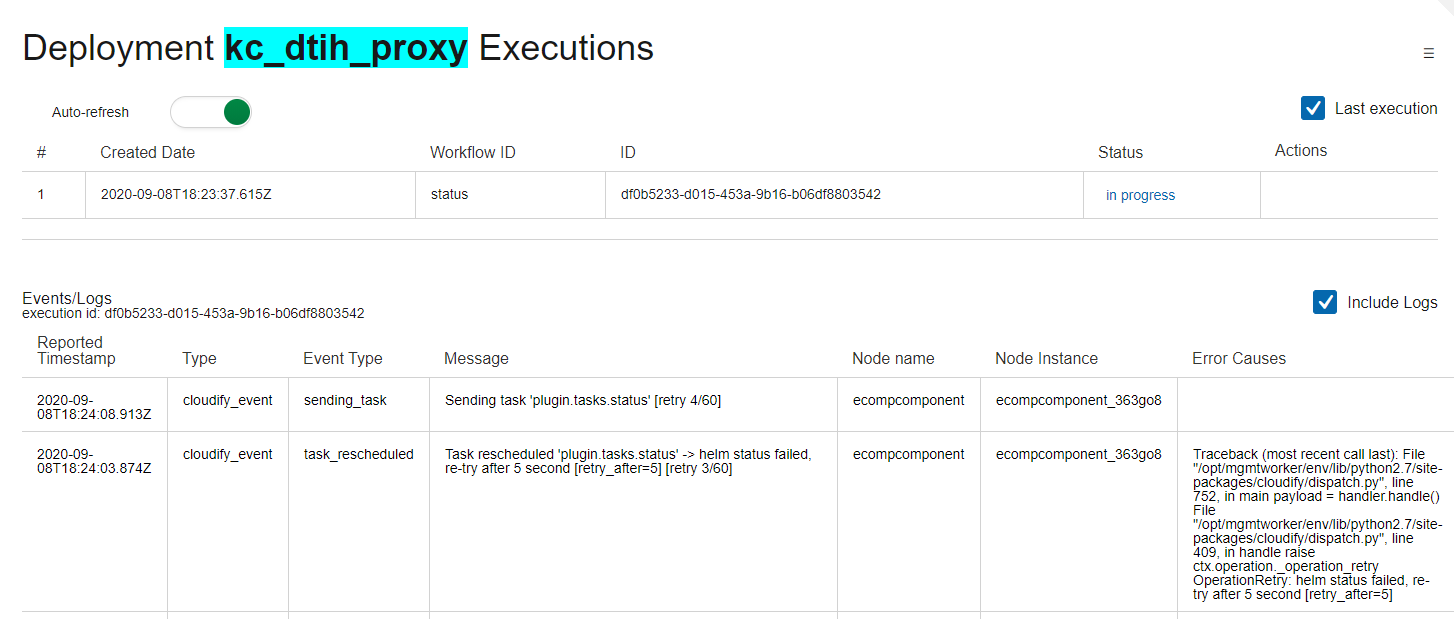 Deployment kc_dtih_proxy Executions
☰
Auto-refresh
Last execution
# Created Date Workflow ID ID Status Actions
1 2020-09-08T18:23:37.615Z status df0b5233-d015-453a-9b16-b06df8803542 in progress
Events/Logs
execution id: df0b5233-d015-453a-9b16-b06df8803542
Include Logs
Reported
Timestamp
Type
Event Type
Message
Node name
Node Instance
Error Causes
2020-09-
08T18:24:08.913Z
cloudify_event
sending_task
Sending task 'plugin.tasks.status' [retry 4/60]
ecompcomponent
ecompcomponent_363go8
2020-09-
08T18:24:03.874Z
cloudify_event
task_rescheduled
Task rescheduled 'plugin.tasks.status' -> helm status failed,
re-try after 5 second [retry_after=5] [retry 3/60]
ecompcomponent
ecompcomponent_363go8
Traceback (most recent call last): File
"/opt/mgmtworker/env/lib/python2.7/site-
packages/cloudify/dispatch.py", line
752, in main payload = handler.handle()
File
"/opt/mgmtworker/env/lib/python2.7/site-
packages/cloudify/dispatch.py", line
409, in handle raise
ctx.operation._operation_retry
OperationRetry: helm status failed, re-
try after 5 second [retry_after=5]